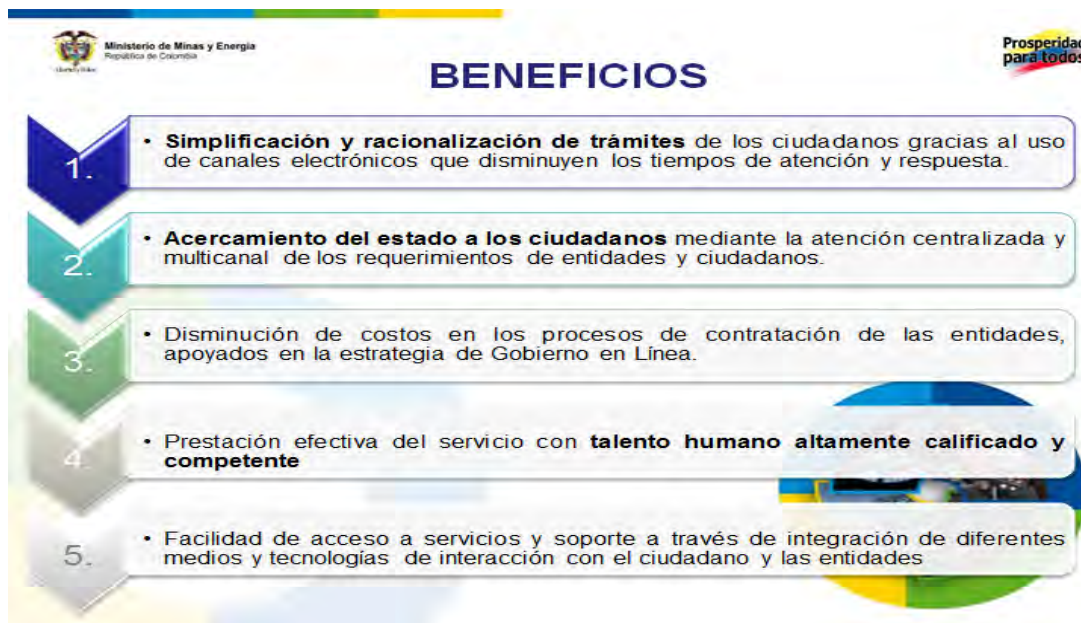 Ministerio de Minas y Energía
República de Colombia
Prosperidad
para todos
BENEFICIOS
1.
• Simplificación y racionalización de trámites de los ciudadanos gracias al uso
de canales electrónicos que disminuyen los tiempos de atención y respuesta.
2.
• Acercamiento del estado a los ciudadanos mediante la atención centralizada y
multicanal de los requerimientos de entidades y ciudadanos.
3.
• Disminución de costos en los procesos de contratación de las entidades,
apoyados en la estrategia de Gobierno en Línea.
4.
• Prestación efectiva del servicio con talento humano altamente calificado y
competente
5.
• Facilidad de acceso a servicios y soporte a través de integración de diferentes
medios y tecnologías de interacción con el ciudadano y las entidades